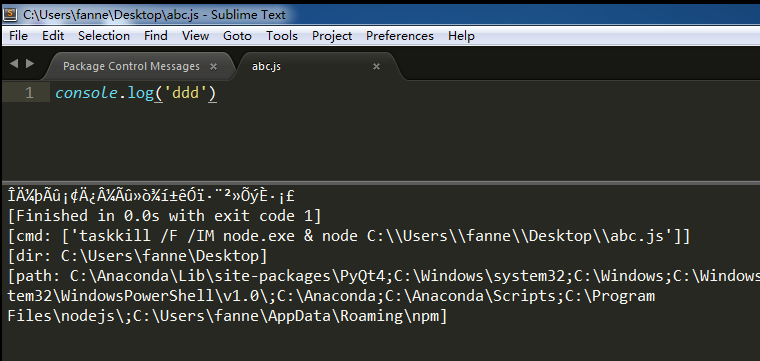 C:\Users\fanne\Desktop\abc.js - Sublime Text
File Edit Selection Find View Goto Tools Project Preferences Help
Package Control Messages × abc.js ×
1 console.log('ddd')
ÎÄ¼þÃû¡¢Ä¿Â¼Ãû»ò¾í±êÓï·¨²»ÕýÈ·¡£
[Finished in 0.0s with exit code 1]
[cmd: ['taskkill /F /IM node.exe & node C:\\Users\\fanne\\Desktop\\abc.js']]
[dir: C:\Users\fanne\Desktop]
[path: C:\Anaconda\Lib\site-packages\PyQt4;C:\Windows\system32;C:\Windows;C:\Windows
tem32\WindowsPowerShell\v1.0\;C:\Anaconda;C:\Anaconda\Scripts;C:\Program
Files\nodejs\;C:\Users\fanne\AppData\Roaming\npm]